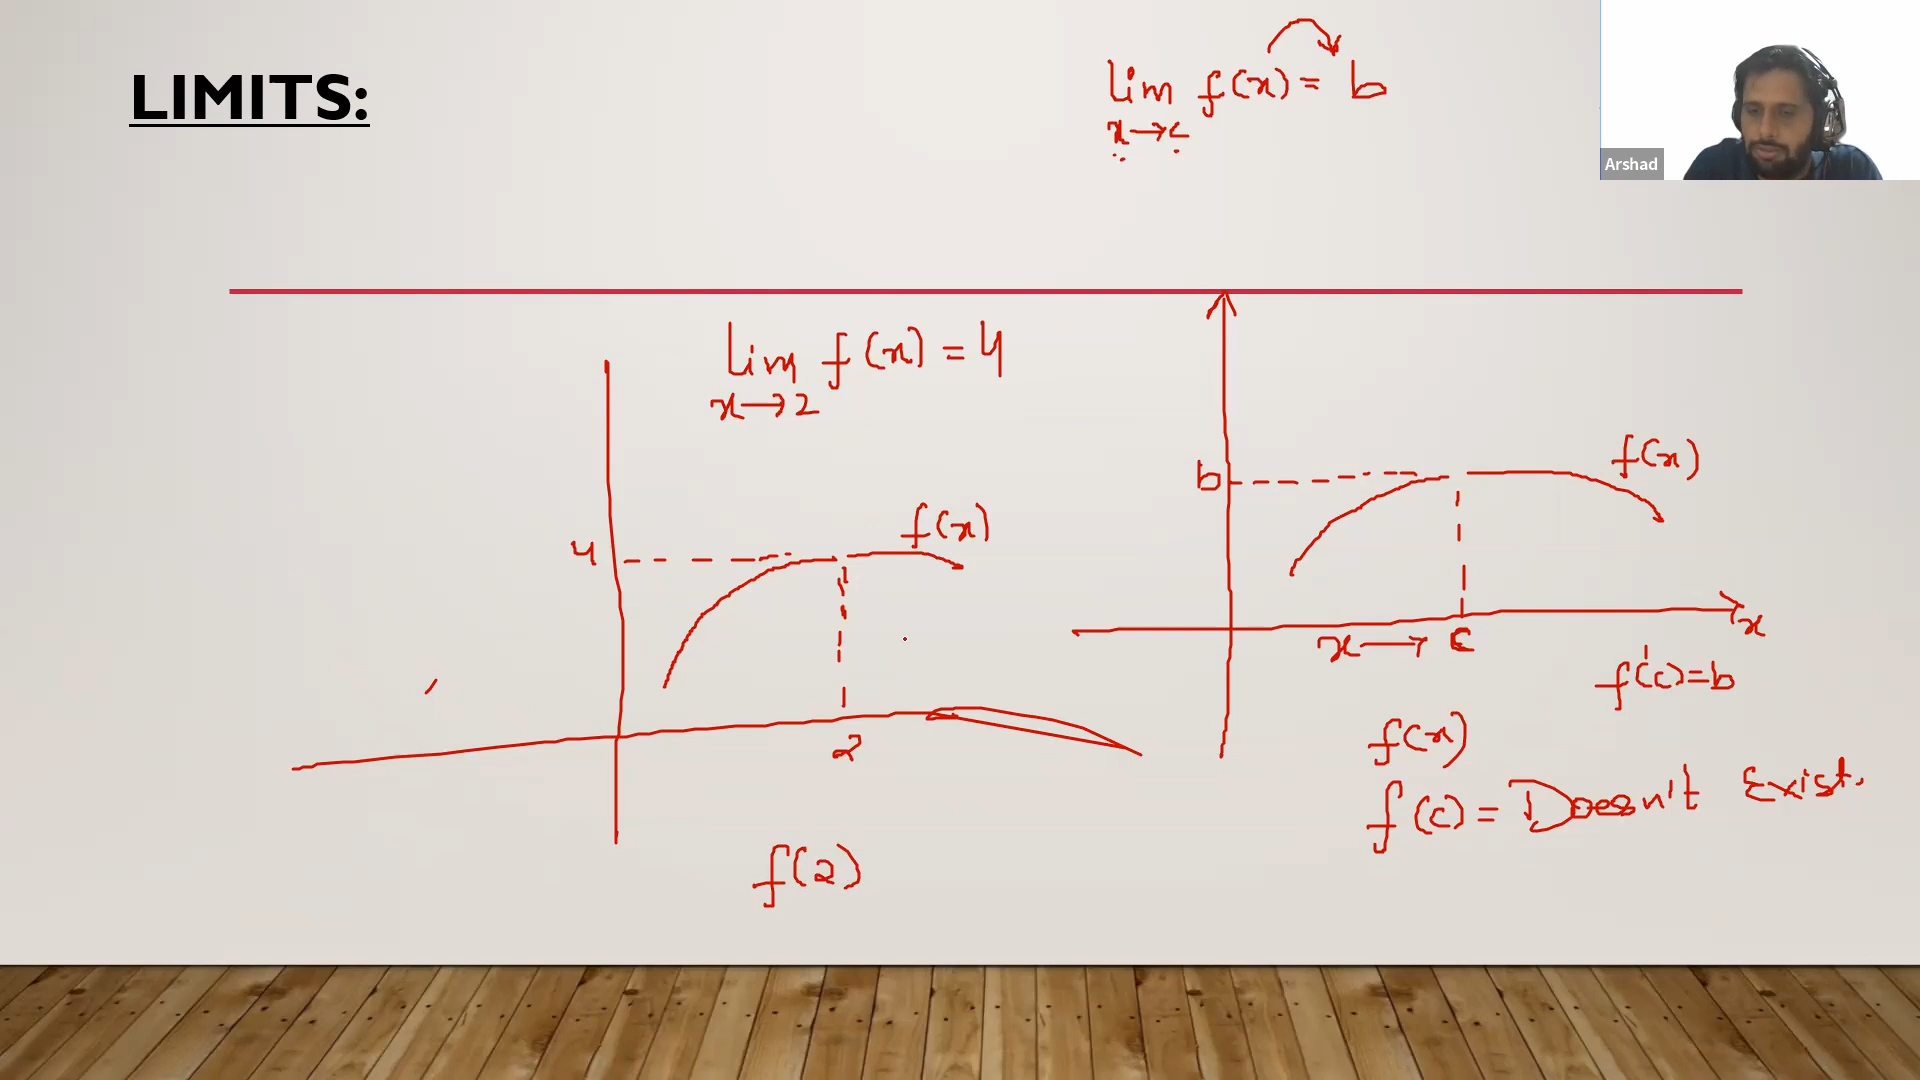 LIMITS:
lim f(x) = b
x→c
Arshad
lim f(x) = 4
x→2
f(x)
4
2
f(2)
b
f(x)
x→c
x
f(c)=b
f(x)
f(c) = Doesn't Exist.